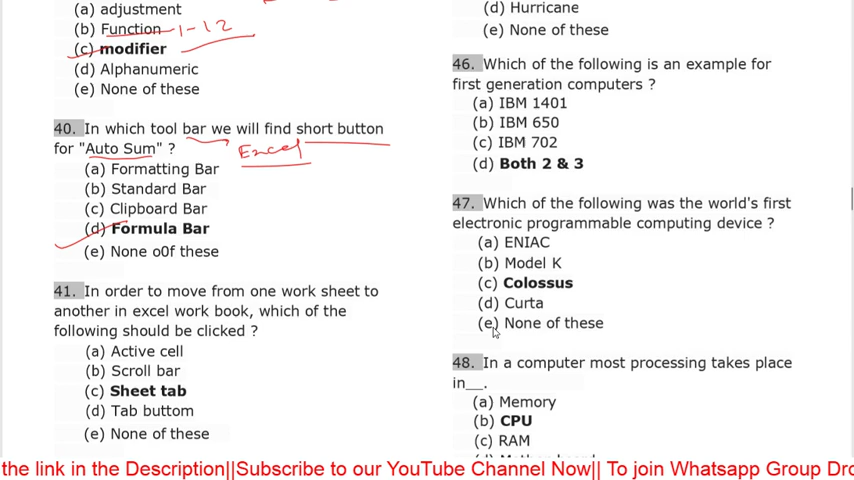 (a) adjustment
(b) Function 1-12
(c) modifier
(d) Alphanumeric
(e) None of these
40. In which tool bar we will find short button
for "Auto Sum" ? Excel
(a) Formatting Bar
(b) Standard Bar
(c) Clipboard Bar
(d) Formula Bar
(e) None o0f these
41. In order to move from one work sheet to
another in excel work book, which of the
following should be clicked ?
(a) Active cell
(b) Scroll bar
(c) Sheet tab
(d) Tab buttom
(e) None of these
(d) Hurricane
(e) None of these
46. Which of the following is an example for
first generation computers ?
(a) IBM 1401
(b) IBM 650
(c) IBM 702
(d) Both 2 & 3
47. Which of the following was the world's first
electronic programmable computing device ?
(a) ENIAC
(b) Model K
(c) Colossus
(d) Curta
(e) None of these
48. In a computer most processing takes place
in__.
(a) Memory
(b) CPU
(c) RAM
the link in the Description||Subscribe to our YouTube Channel Now|| To join Whatsapp Group Dro